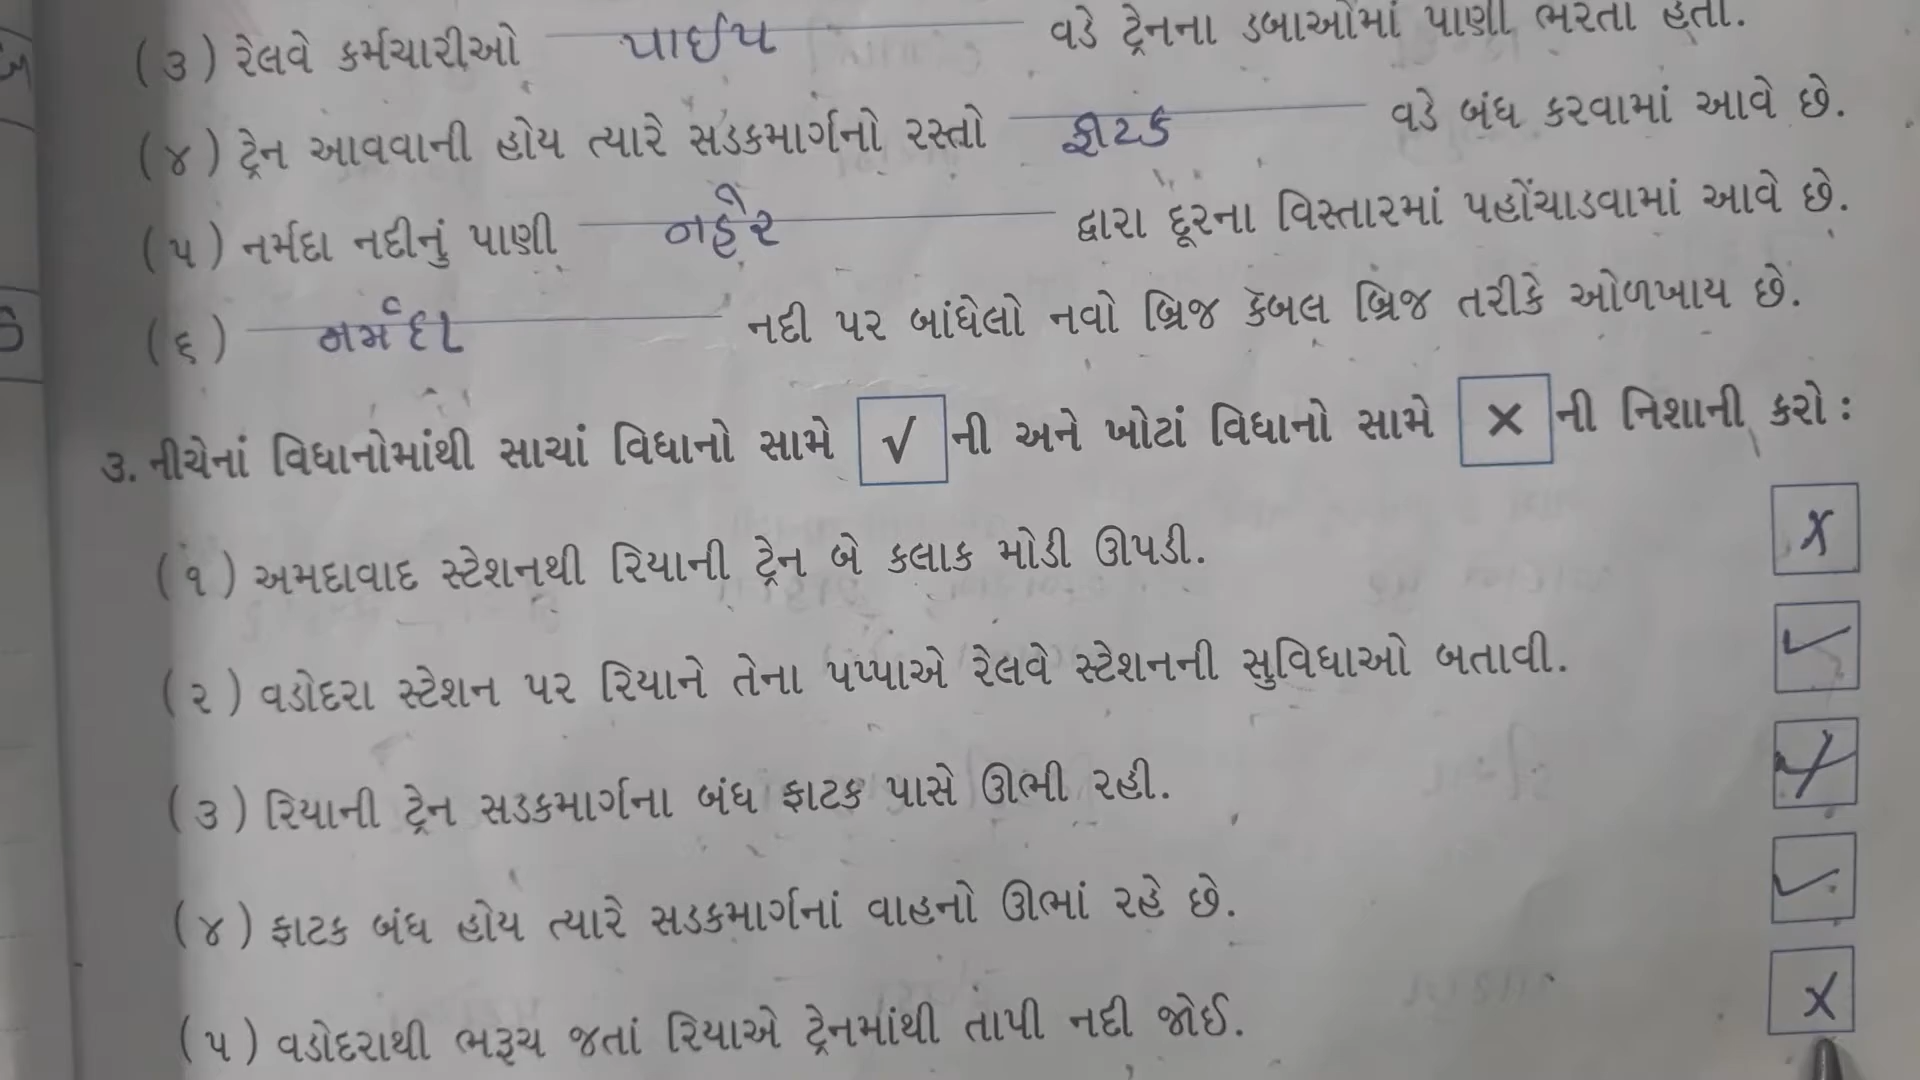 (૩) રેલવે કર્મચારીઓ પાઈપ વડે ટ્રેનના ડબાઓમાં પાણી ભરતા હતા.
(૪) ટ્રેન આવવાની હોય ત્યારે સડકમાર્ગનો રસ્તો ફાટક વડે બંધ કરવામાં આવે છે.
(૫) નર્મદા નદીનું પાણી નહેર દ્વારા દૂરના વિસ્તારમાં પહોંચાડવામાં આવે છે.
(૬) નર્મદા નદી પર બાંધેલો નવો બ્રિજ કેબલ બ્રિજ તરીકે ઓળખાય છે.
૩. નીચેનાં વિધાનોમાંથી સાચાં વિધાનો સામે ✓ ની અને ખોટાં વિધાનો સામે × ની નિશાની કરો :
(૧) અમદાવાદ સ્ટેશનથી રિયાની ટ્રેન બે કલાક મોડી ઊપડી. ×
(૨) વડોદરા સ્ટેશન પર રિયાને તેના પપ્પાએ રેલવે સ્ટેશનની સુવિધાઓ બતાવી. ✓
(૩) રિયાની ટ્રેન સડકમાર્ગના બંધ ફાટક પાસે ઊભી રહી. ×
(૪) ફાટક બંધ હોય ત્યારે સડકમાર્ગનાં વાહનો ઊભાં રહે છે. ✓
(૫) વડોદરાથી ભરૂચ જતાં રિયાએ ટ્રેનમાંથી તાપી નદી જોઈ. ×